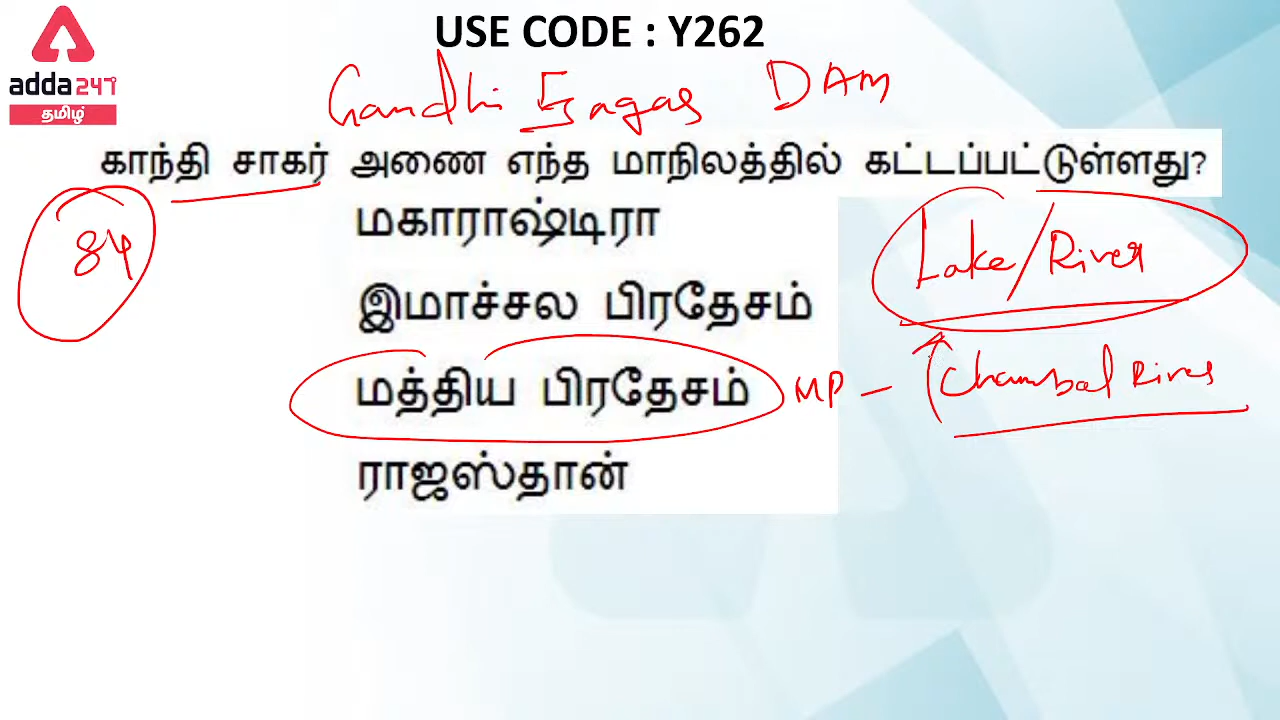 USE CODE : Y262
adda247
தமிழ்
Gandhi Sagar DAM
காந்தி சாகர் அணை எந்த மாநிலத்தில் கட்டப்பட்டுள்ளது?
84
மகாராஷ்டிரா
Lake/River
இமாச்சல பிரதேசம்
மத்திய பிரதேசம் MP - Chambal River
ராஜஸ்தான்